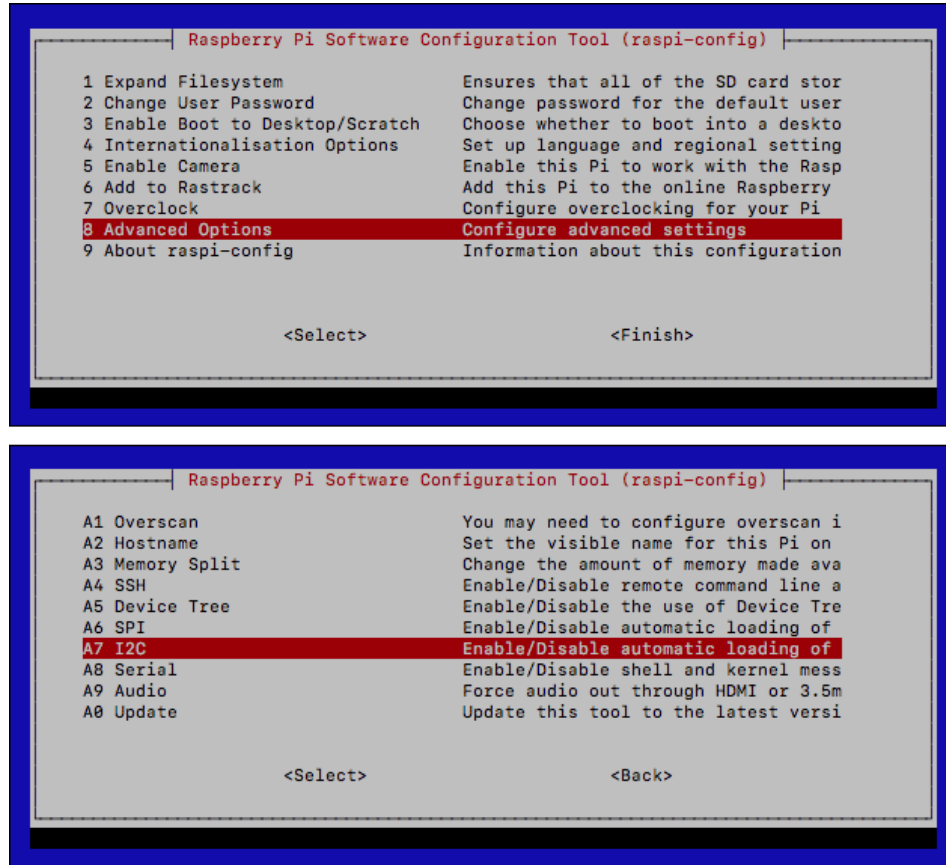 Raspberry Pi Software Configuration Tool (raspi-config)
1 Expand Filesystem Ensures that all of the SD card stor
2 Change User Password Change password for the default user
3 Enable Boot to Desktop/Scratch Choose whether to boot into a deskto
4 Internationalisation Options Set up language and regional setting
5 Enable Camera Enable this Pi to work with the Rasp
6 Add to Rastrack Add this Pi to the online Raspberry
7 Overclock Configure overclocking for your Pi
8 Advanced Options Configure advanced settings
9 About raspi-config Information about this configuration
<Select> <Finish>
Raspberry Pi Software Configuration Tool (raspi-config)
A1 Overscan You may need to configure overscan i
A2 Hostname Set the visible name for this Pi on
A3 Memory Split Change the amount of memory made ava
A4 SSH Enable/Disable remote command line a
A5 Device Tree Enable/Disable the use of Device Tre
A6 SPI Enable/Disable automatic loading of
A7 I2C Enable/Disable automatic loading of
A8 Serial Enable/Disable shell and kernel mess
A9 Audio Force audio out through HDMI or 3.5m
A0 Update Update this tool to the latest versi
<Select> <Back>